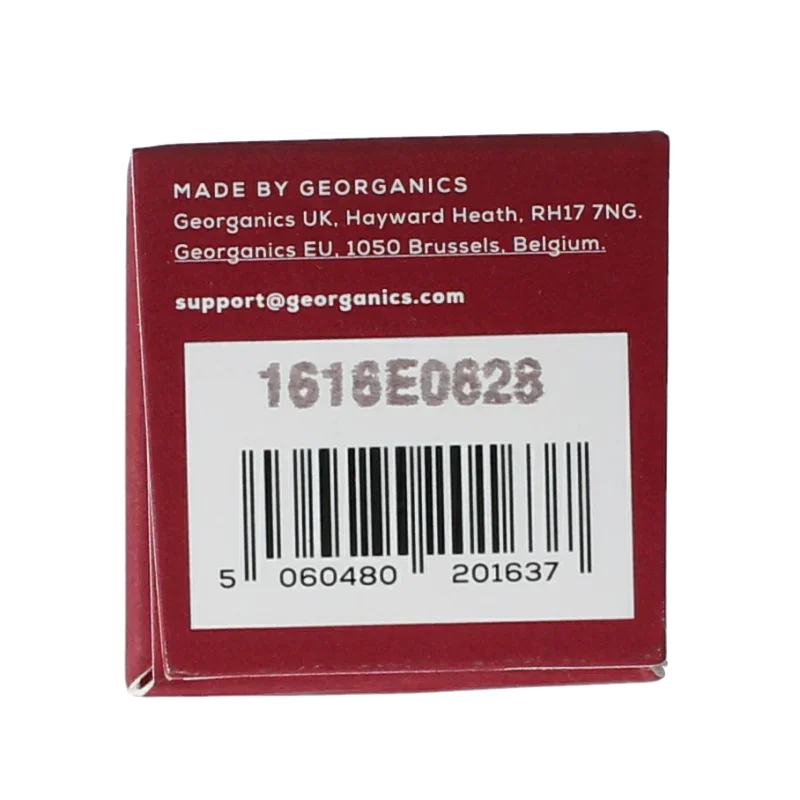 MADE BY GEORGANICS
Georganics UK, Hayward Heath, RH17 7NG.
Georganics EU, 1050 Brussels, Belgium.
support@georganics.com
1616E0623
5 060480 201637